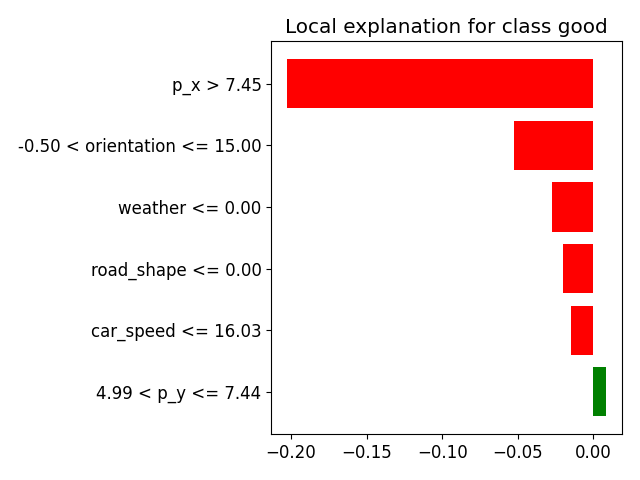 Local explanation for class good
p_x > 7.45
-0.50 < orientation <= 15.00
weather <= 0.00
road_shape <= 0.00
car_speed <= 16.03
4.99 < p_y <= 7.44
−0.20 −0.15 −0.10 −0.05 0.00